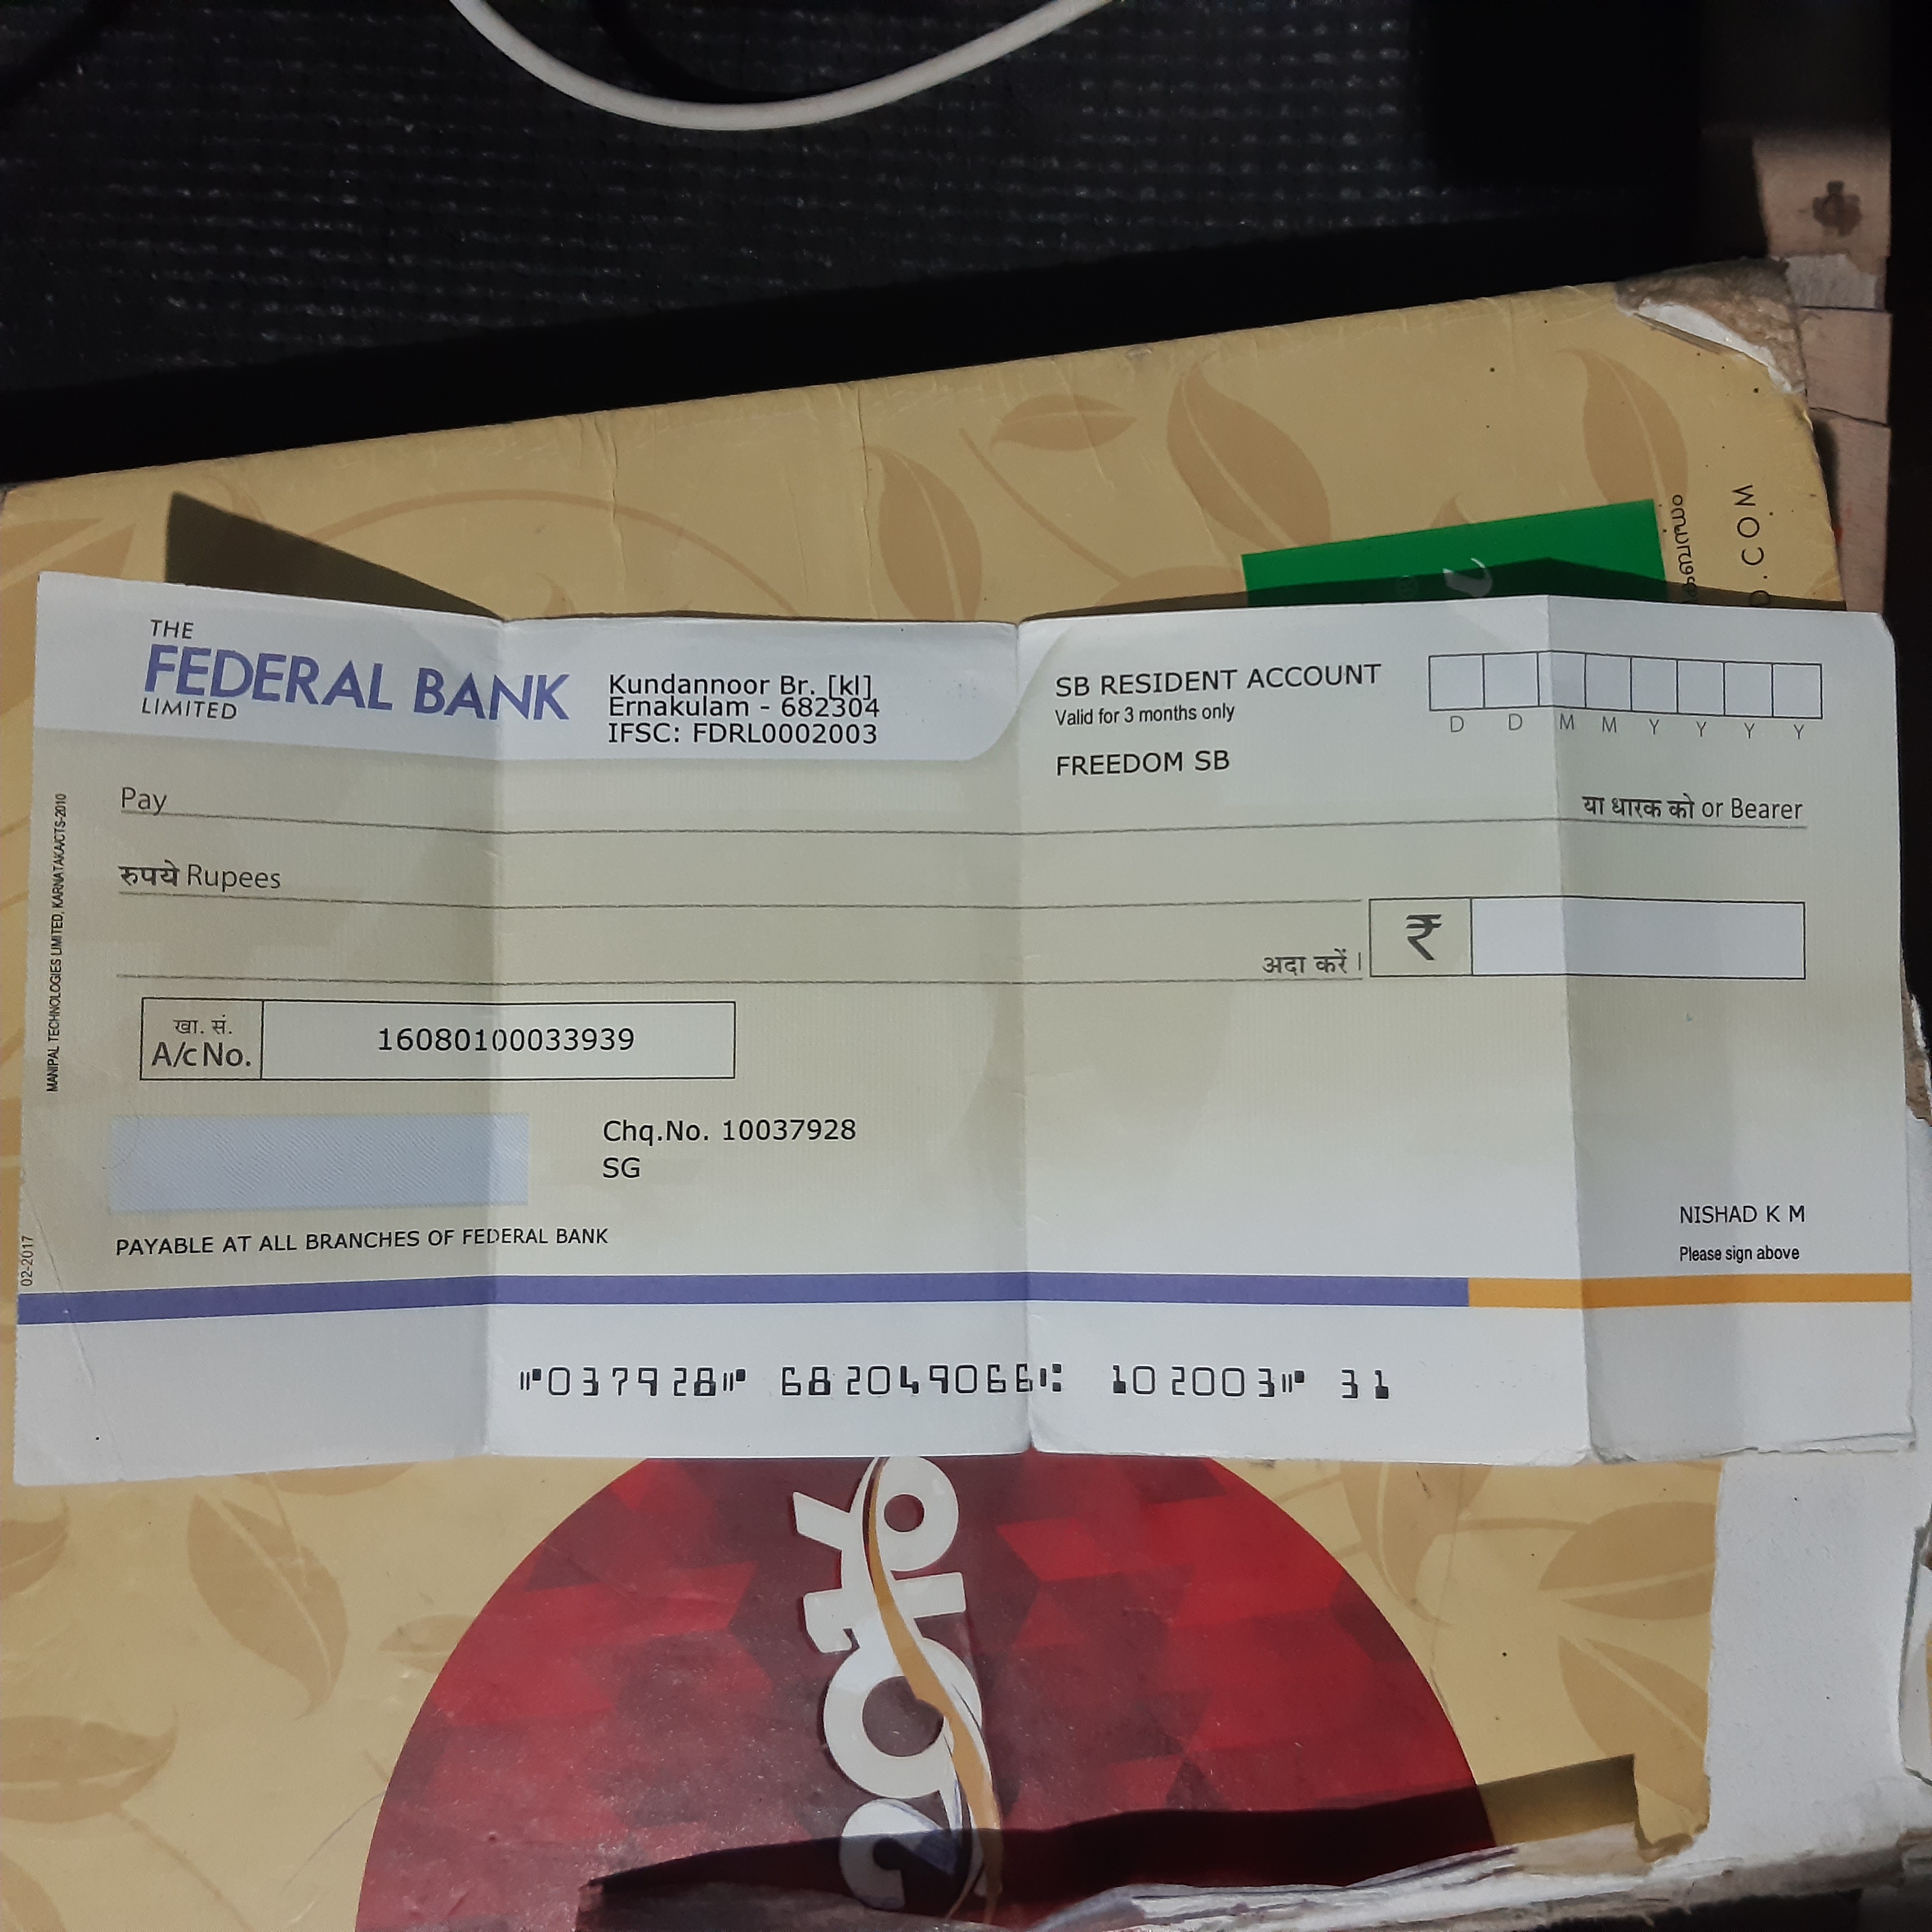 02-2017
MANIPAL TECHNOLOGIES LIMITED, KARNATAKA/CTS-2010
THE
FEDERAL BANK
LIMITED
Kundannoor Br. [kl]
Ernakulam - 682304
IFSC: FDRL0002003
SB RESIDENT ACCOUNT
Valid for 3 months only
FREEDOM SB
D D M M Y Y Y Y
Pay
या धारक को or Bearer
रुपये Rupees
अदा करें।
₹
खा. सं.
A/c No.
16080100033939
Chq.No. 10037928
SG
PAYABLE AT ALL BRANCHES OF FEDERAL BANK
NISHAD K M
Please sign above
⑈037928⑈ 682049066⑆ 102003⑈ 31
2016
.COM